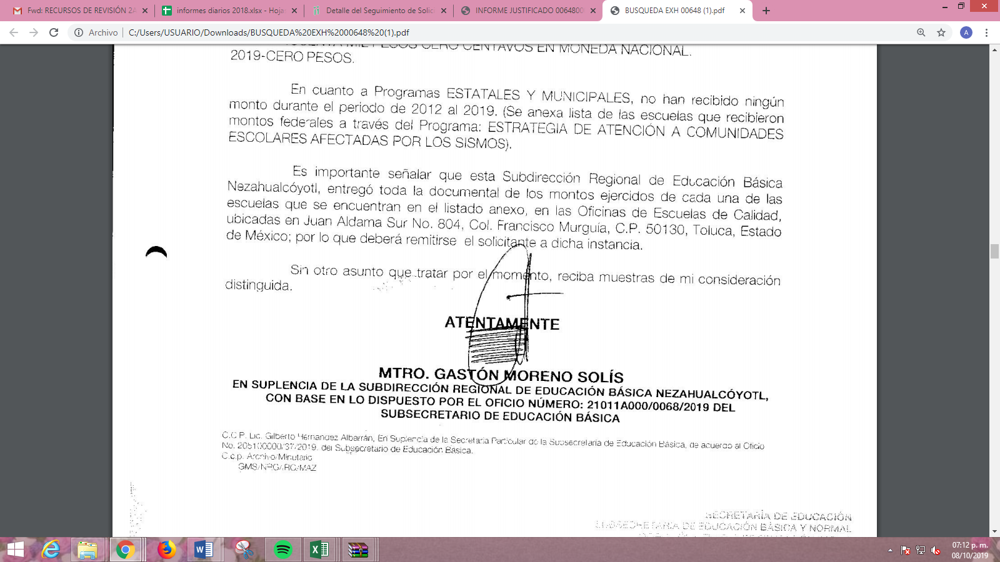 Fwd: RECURSOS DE REVISIÓN 2A
informes diarios 2018.xlsx - Hoja
Detalle del Seguimiento de Solic
INFORME JUSTIFICADO 0064800
BUSQUEDA EXH 00648 (1).pdf
Archivo
C:/Users/USUARIO/Downloads/BUSQUEDA%20EXH%2000648%20(1).pdf
A
MIL PESOS CERO CENTAVOS EN MONEDA NACIONAL.
2019-CERO PESOS.
En cuanto a Programas ESTATALES Y MUNICIPALES, no han recibido ningún
monto durante el periodo de 2012 al 2019. (Se anexa lista de las escuelas que recibieron
montos federales a través del Programa: ESTRATEGIA DE ATENCIÓN A COMUNIDADES
ESCOLARES AFECTADAS POR LOS SISMOS).
Es importante señalar que esta Subdirección Regional de Educación Básica
Nezahualcóyotl, entregó toda la documental de los montos ejercidos de cada una de las
escuelas que se encuentran en el listado anexo, en las Oficinas de Escuelas de Calidad,
ubicadas en Juan Aldama Sur No. 804, Col. Francisco Murguía, C.P. 50130, Toluca, Estado
de México; por lo que deberá remitirse el solicitante a dicha instancia.
Sin otro asunto que tratar por el momento, reciba muestras de mi consideración
distinguida.
ATENTAMENTE
MTRO. GASTÓN MORENO SOLÍS
EN SUPLENCIA DE LA SUBDIRECCIÓN REGIONAL DE EDUCACIÓN BÁSICA NEZAHUALCÓYOTL,
CON BASE EN LO DISPUESTO POR EL OFICIO NÚMERO: 21011A000/0068/2019 DEL
SUBSECRETARIO DE EDUCACIÓN BÁSICA
C.C.P. Lic. Gilberto Hernandez Albarrán, En Suplencia de la Secretaria Particular de la Subsecretaría de Educación Básica, de acuerdo al Oficio
No. 205100000/37/2019. del Subsecretario de Educación Básica.
C.c.p. Archivo/Minutario
GMS/NRG/JRC/MAZ
SECRETARÍA DE EDUCACIÓN
SUBSECRETARÍA DE EDUCACIÓN BÁSICA Y NORMAL
07:12 p. m.
08/10/2019